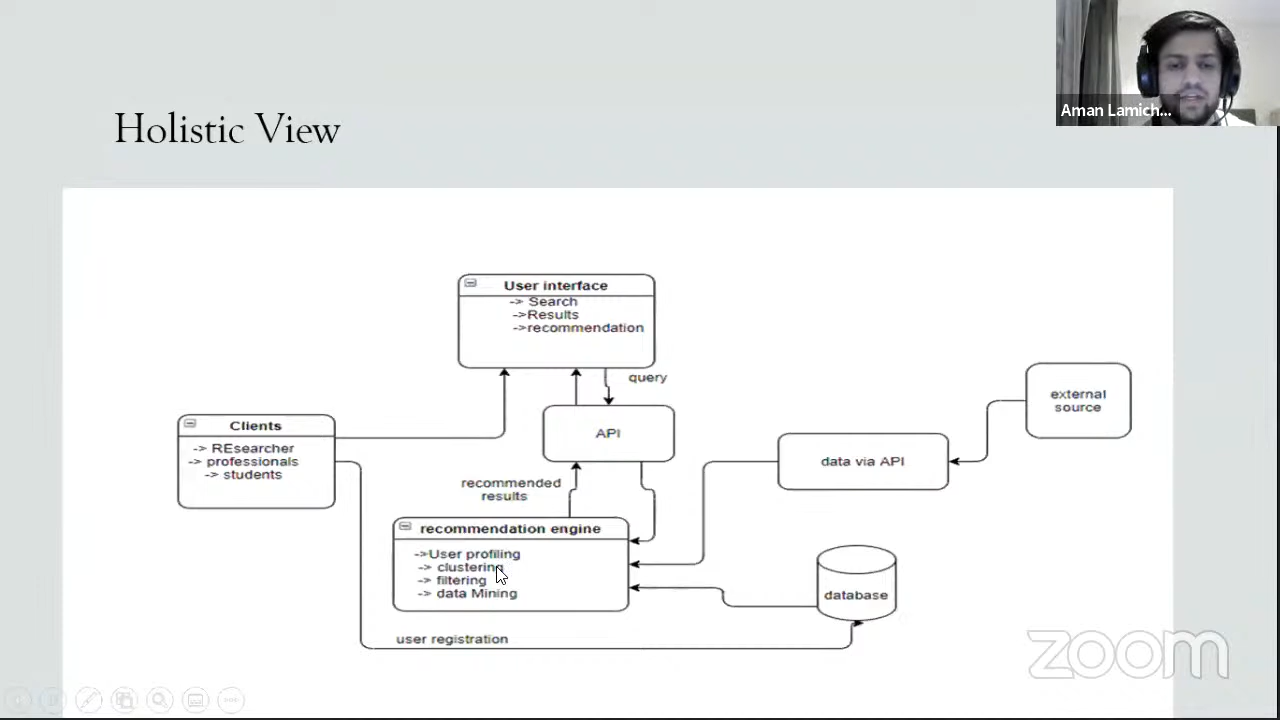 Aman Lamich...
Holistic View
User interface
-> Search
->Results
->recommendation
query
external
source
Clients
-> REsearcher
-> professionals
-> students
API
data via API
recommended
results
recommendation engine
->User profiling
-> clustering
-> filtering
-> data Mining
database
user registration
zoom